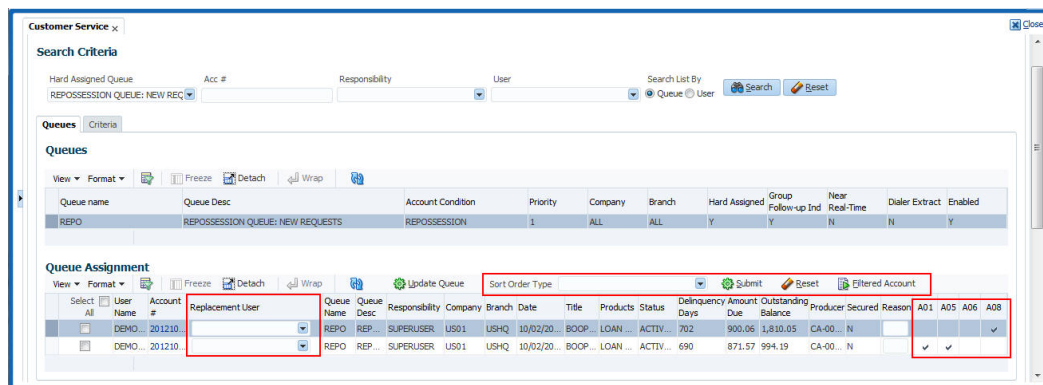 Customer Service ×
Close
Search Criteria
Hard Assigned Queue Acc # Responsibility User Search List By
REPOSSESSION QUEUE: NEW REQ Queue User Search Reset
Queues Criteria
Queues
View Format Freeze Detach Wrap
Queue name Queue Desc Account Condition Priority Company Branch Hard Assigned Group Follow-up Ind Near Real-Time Dialer Extract Enabled
REPO REPOSSESSION QUEUE: NEW REQUESTS REPOSSESSION 1 ALL ALL Y Y N N Y
Queue Assignment
View Format Freeze Detach Wrap Update Queue Sort Order Type Submit Reset Filtered Account
Select All User Name Account # Replacement User Queue Name Queue Desc Responsibility Company Branch Date Title Products Status Delinquency Days Amount Due Outstanding Balance Producer Secured Reason A01 A05 A06 A08
DEMO... 201210... REPO REP... SUPERUSER US01 USHQ 10/02/20... BOOP... LOAN ... ACTIV... 702 900.06 1,810.05 CA-00... N ✓
DEMO... 201210... REPO REP... SUPERUSER US01 USHQ 10/02/20... BOOP... LOAN ... ACTIV... 690 871.57 994.19 CA-00... N ✓ ✓